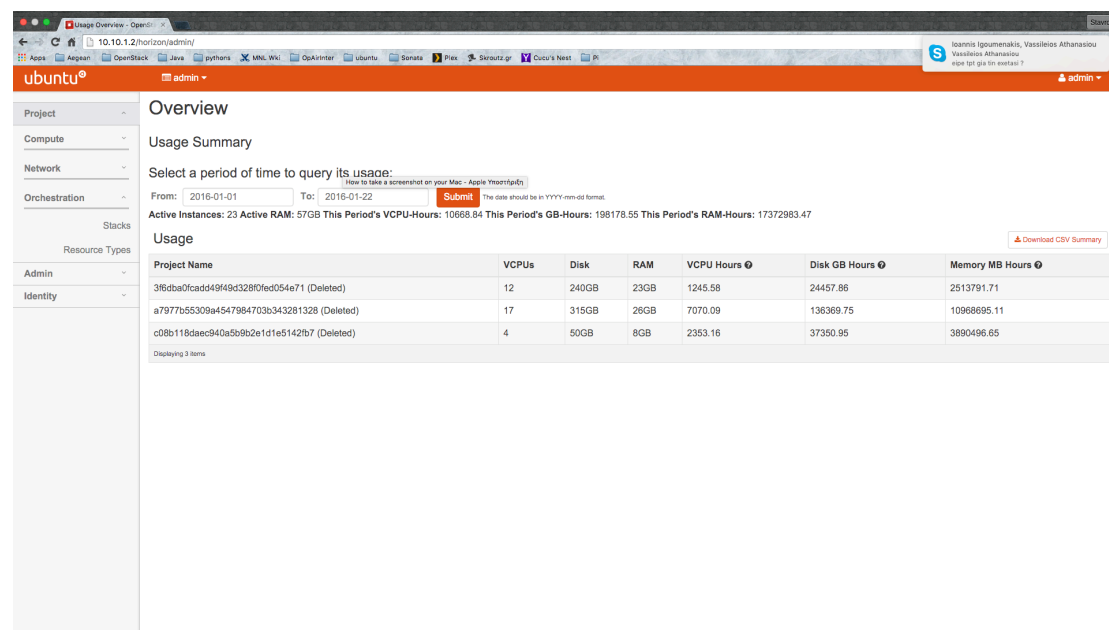 Usage Overview - OpenSt
Stavro
10.10.1.2/horizon/admin/
Apps Aegean OpenStack Java pythons MNL Wki OpAirInter ubuntu Sonata Plex Skroutz.gr Cucu's Nest Pi
Ioannis Igoumenakis, Vassileios Athanasiou
Vassileios Athanasiou
eipe tpt gia tin exetasi ?
ubuntu® admin admin
Project
Compute
Network
Orchestration
Stacks
Resource Types
Admin
Identity
Overview
Usage Summary
Select a period of time to query its usage:
How to take a screenshot on your Mac - Apple Υποστήριξη
From: 2016-01-01 To: 2016-01-22 Submit The date should be in YYYY-mm-dd format.
Active Instances: 23 Active RAM: 57GB This Period's VCPU-Hours: 10668.84 This Period's GB-Hours: 198178.55 This Period's RAM-Hours: 17372983.47
Usage
Download CSV Summary
Project Name VCPUs Disk RAM VCPU Hours Disk GB Hours Memory MB Hours
3f6dba0fcadd49f49d328f0fed054e71 (Deleted) 12 240GB 23GB 1245.58 24457.86 2513791.71
a7977b55309a4547984703b343281328 (Deleted) 17 315GB 26GB 7070.09 136369.75 10968695.11
c08b118daec940a5b9b2e1d1e5142fb7 (Deleted) 4 50GB 8GB 2353.16 37350.95 3890496.65
Displaying 3 items